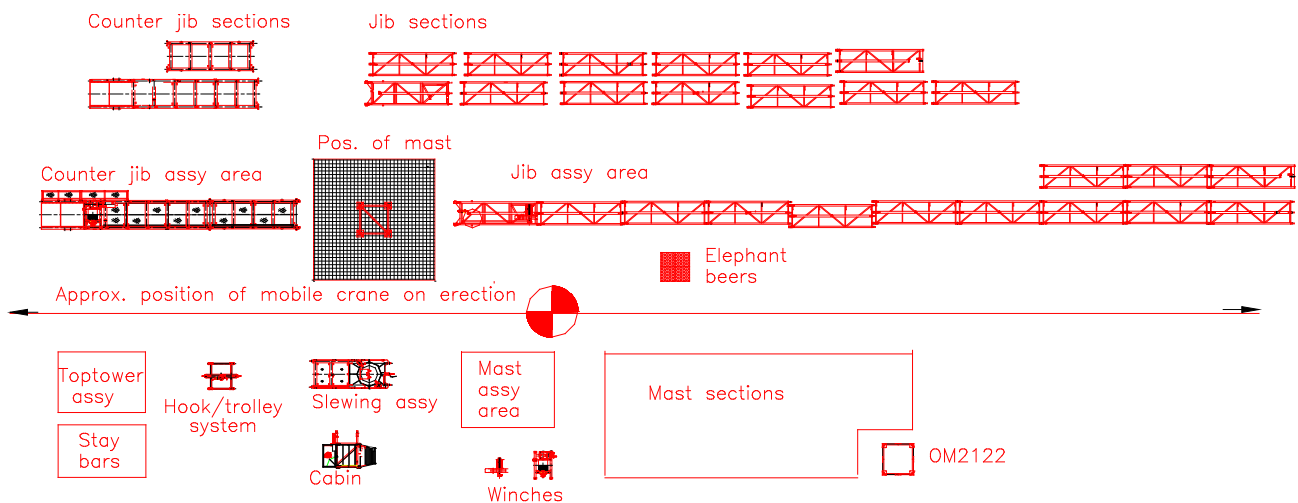 Counter jib sections
Jib sections
Pos. of mast
Counter jib assy area
Jib assy area
Elephant
beers
Approx. position of mobile crane on erection
Toptower
assy
Hook/trolley
system
Slewing assy
Mast
assy
area
Mast sections
Stay
bars
Cabin
Winches
OM2122